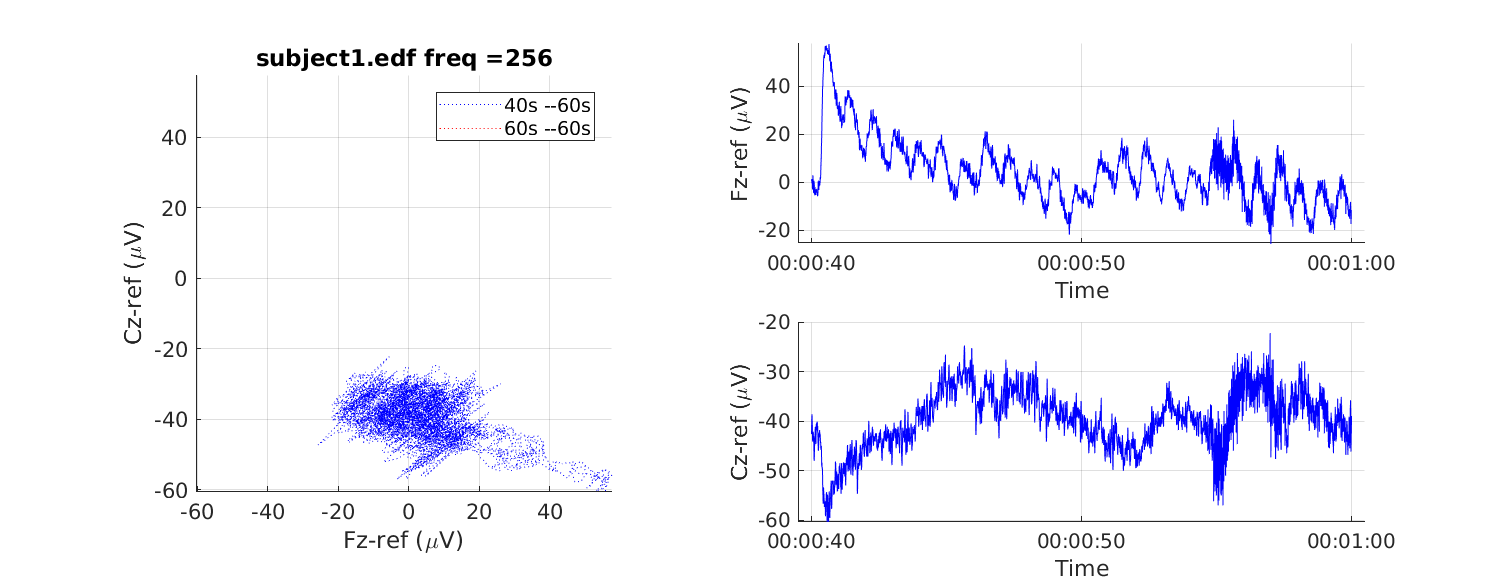 subject1.edf freq =256
40s --60s
60s --60s
Cz-ref (μV)
40
20
0
-20
-40
-60
-60 -40 -20 0 20 40
Fz-ref (μV)
Fz-ref (μV)
40
20
0
-20
00:00:40 00:00:50 00:01:00
Time
Cz-ref (μV)
-20
-30
-40
-50
-60
00:00:40 00:00:50 00:01:00
Time